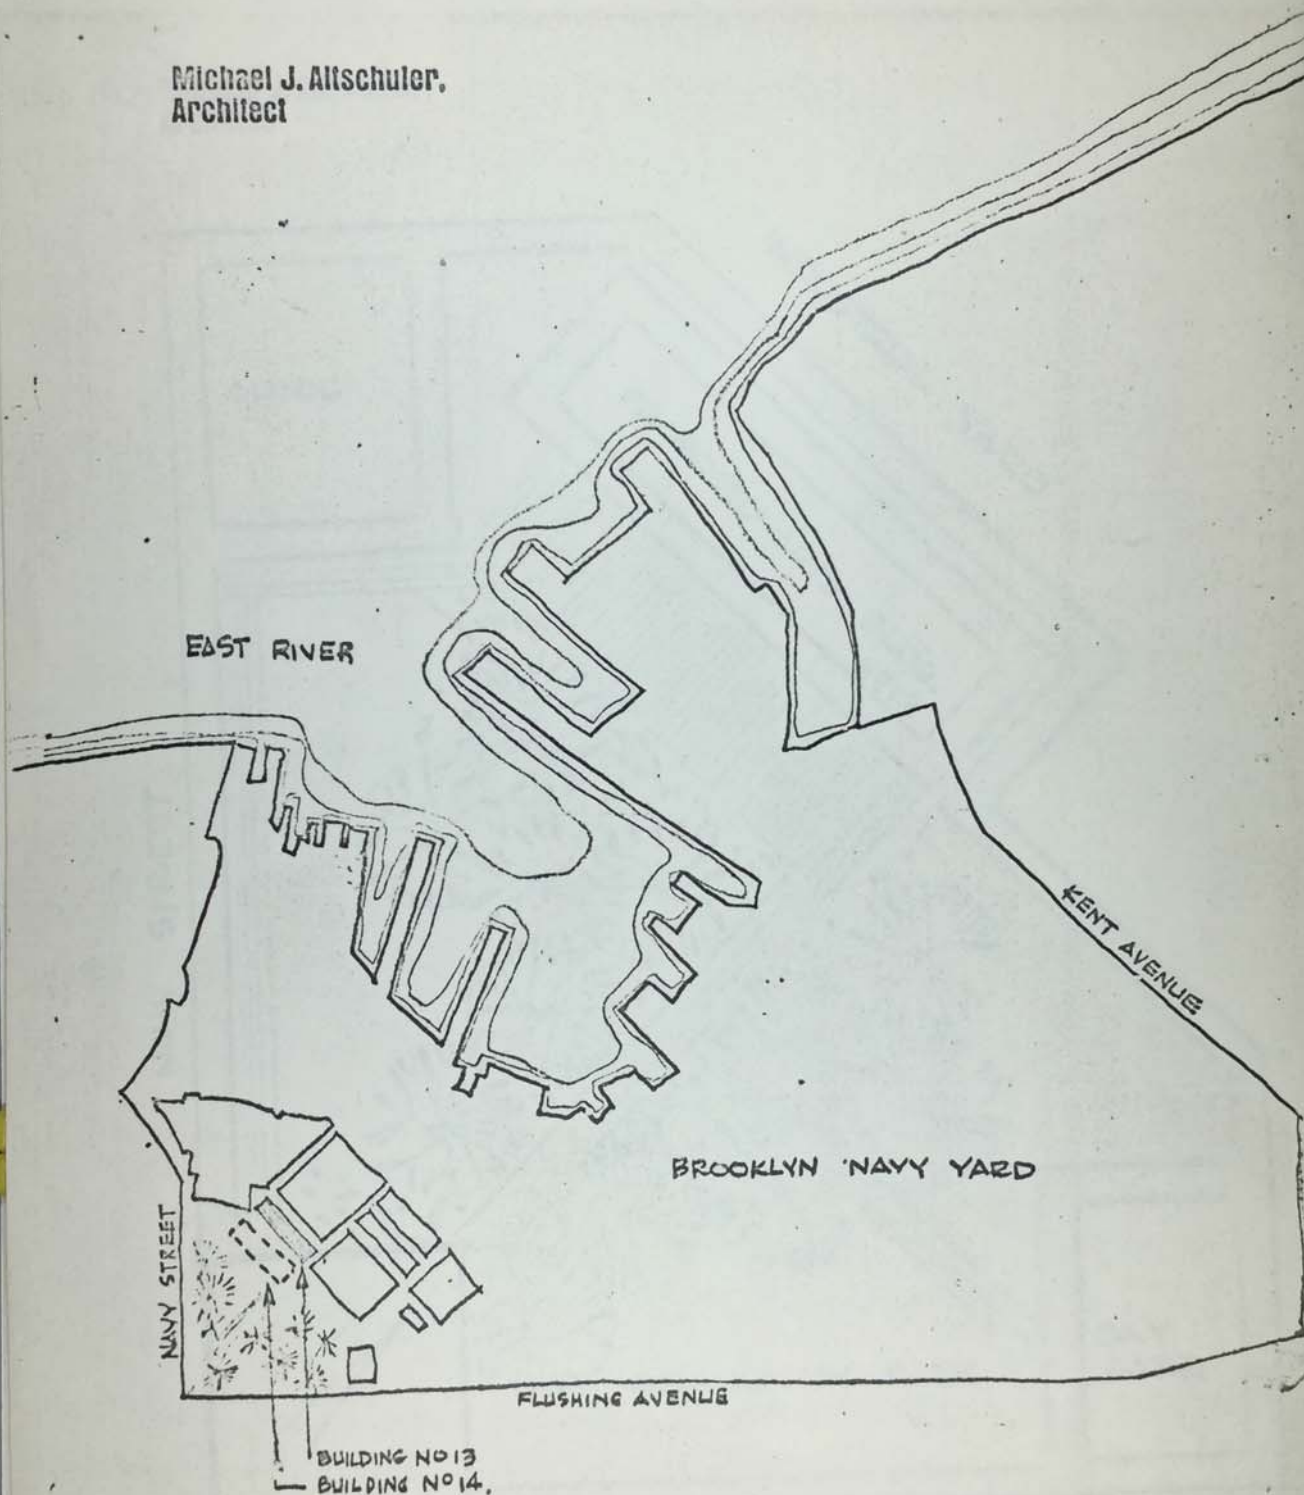 Michael J. Altschuler,
Architect
EAST RIVER
KENT AVENUE
BROOKLYN NAVY YARD
NAVY STREET
FLUSHING AVENUE
BUILDING NO 13
BUILDING NO 14.